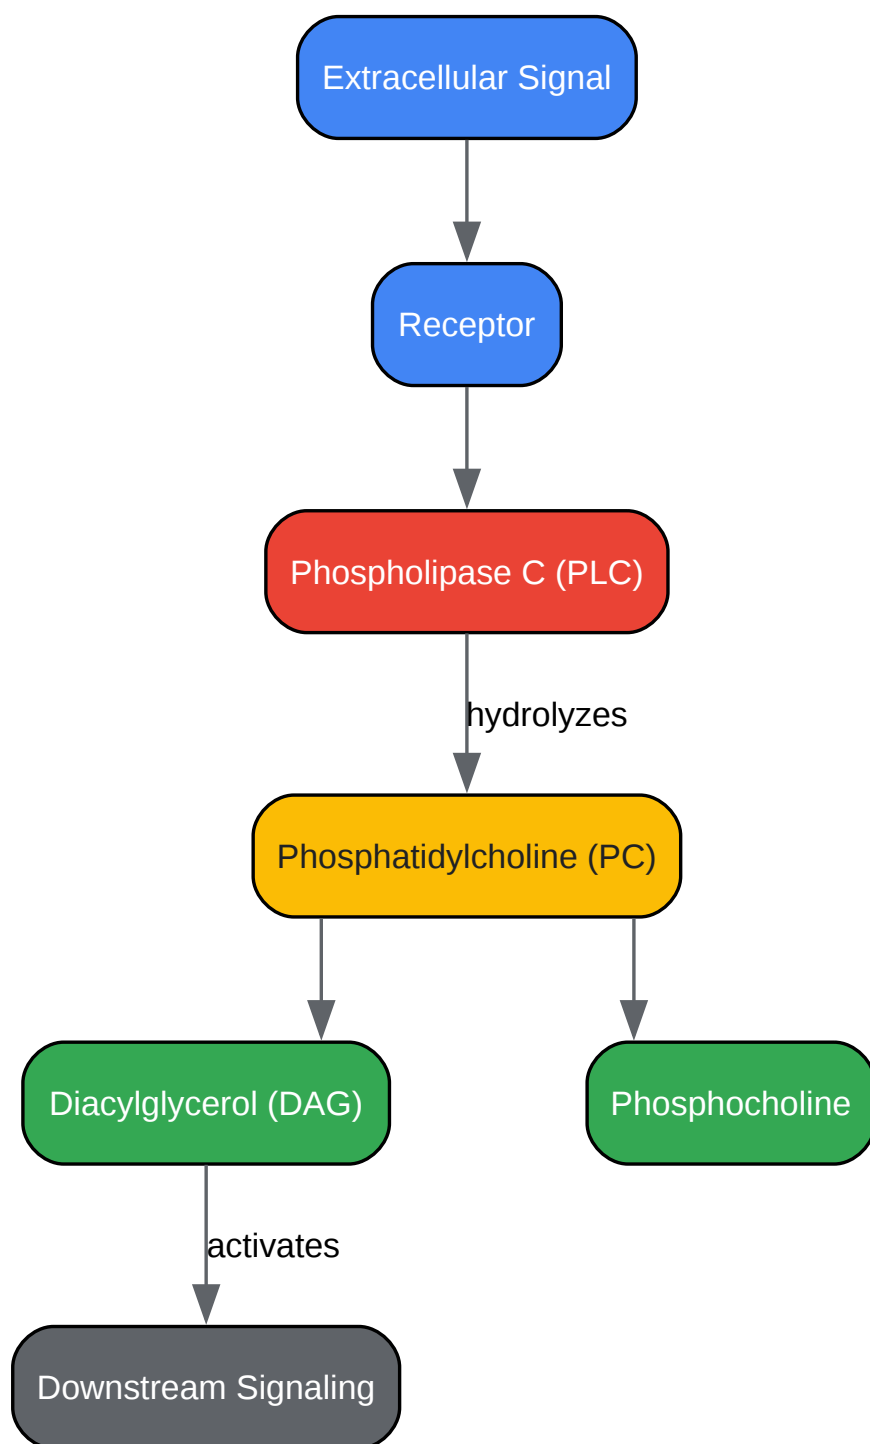 Extracellular Signal
Receptor
Phospholipase C (PLC)
hydrolyzes
Phosphatidylcholine (PC)
Diacylglycerol (DAG)
Phosphocholine
activates
Downstream Signaling